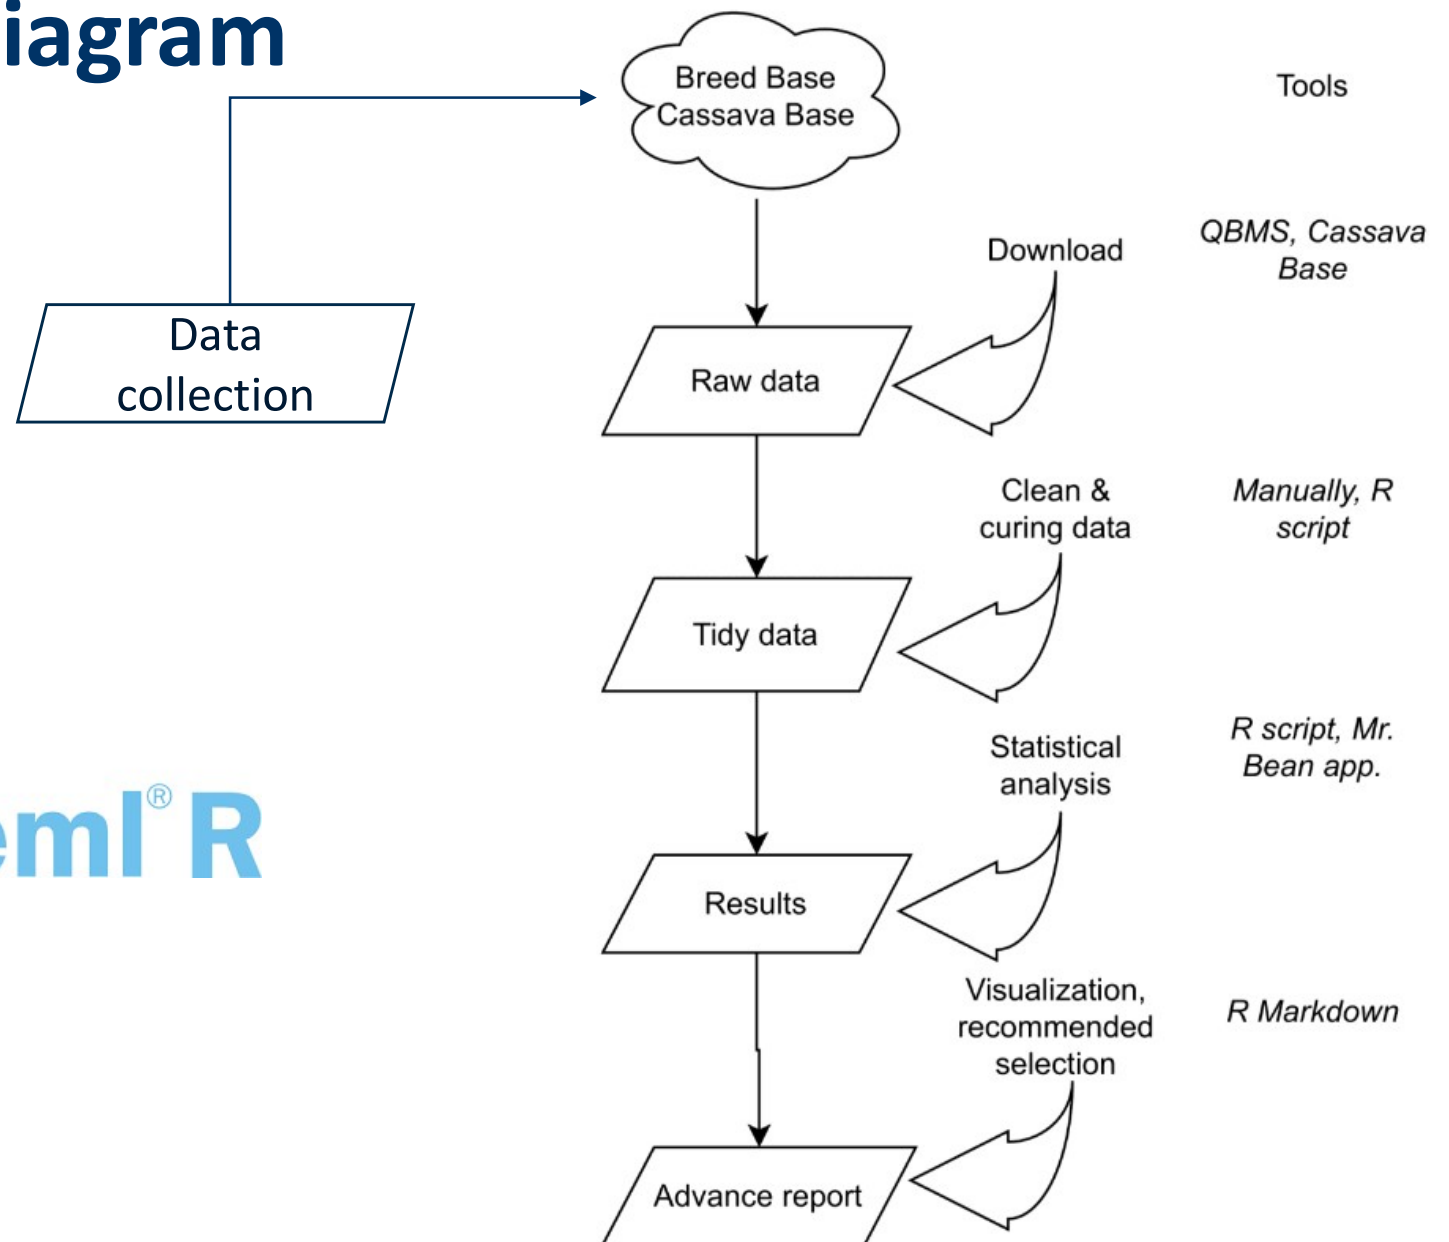 iagram
Breed Base
Cassava Base
Tools
Data
collection
Download
QBMS, Cassava
Base
Raw data
Clean &
curing data
Manually, R
script
Tidy data
Statistical
analysis
R script, Mr.
Bean app.
eml® R
Results
Visualization,
recommended
selection
R Markdown
Advance report